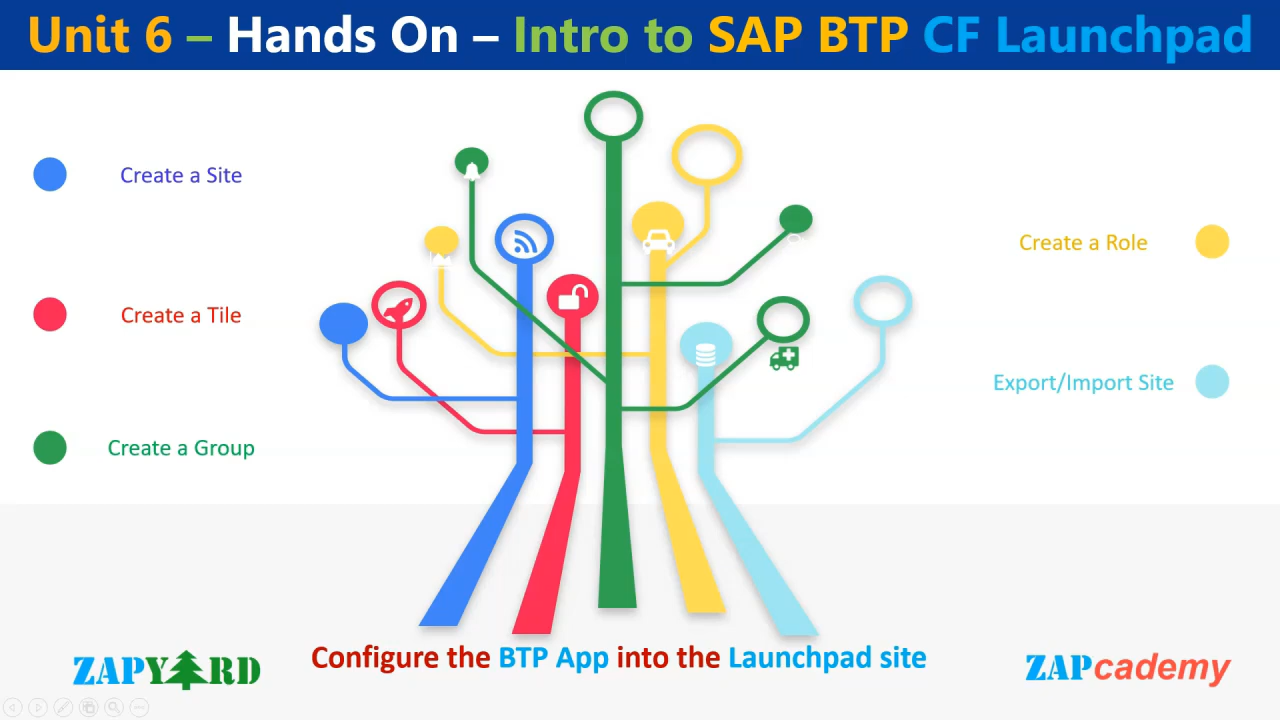 Unit 6 – Hands On – Intro to SAP BTP CF Launchpad
Create a Site
Create a Tile
Create a Group
Create a Role
Export/Import Site
Configure the BTP App into the Launchpad site
ZAPYARD
ZAPcademy